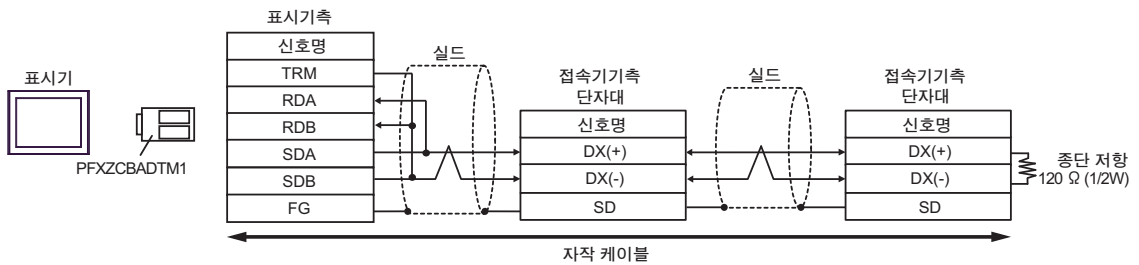 표시기
PFXZCBADTM1
표시기측
신호명
TRM
RDA
RDB
SDA
SDB
FG
실드
접속기기측
단자대
신호명
DX(+)
DX(-)
SD
실드
접속기기측
단자대
신호명
DX(+)
DX(-)
SD
종단 저항
120 Ω (1/2W)
자작 케이블